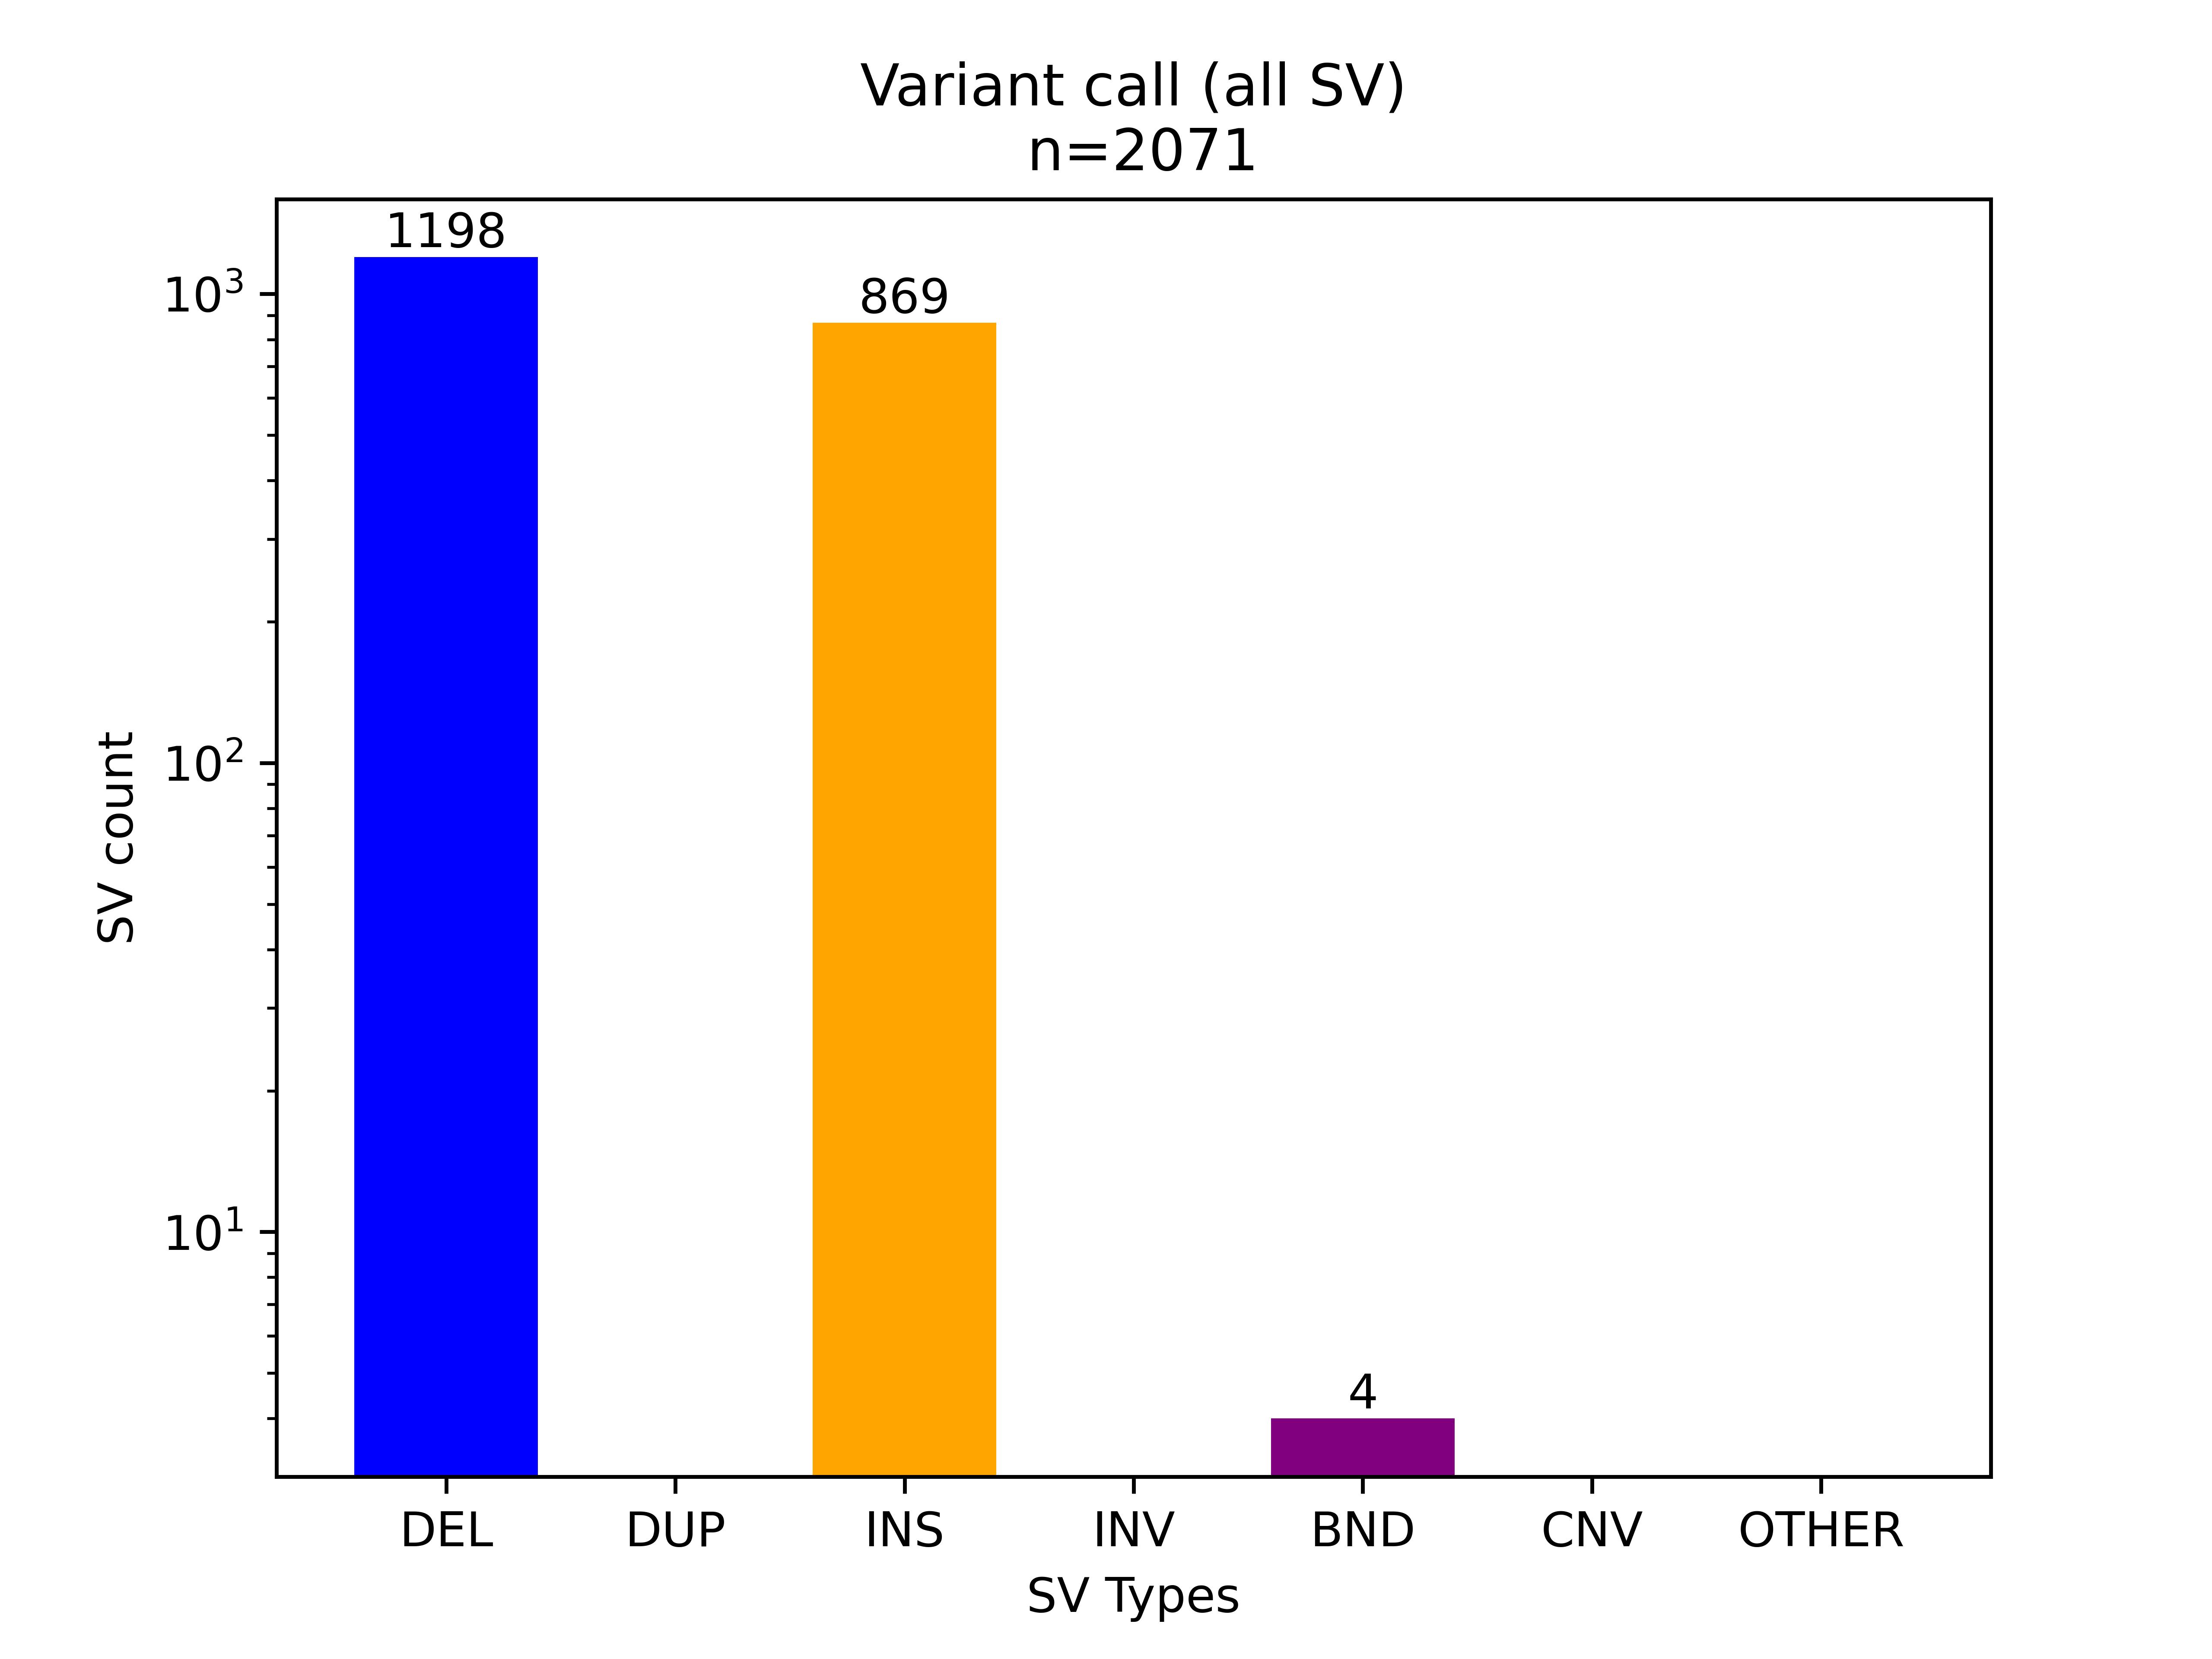 Variant call (all SV)
n=2071
1198
869
4
10³
10²
10¹
SV count
DEL DUP INS INV BND CNV OTHER
SV Types